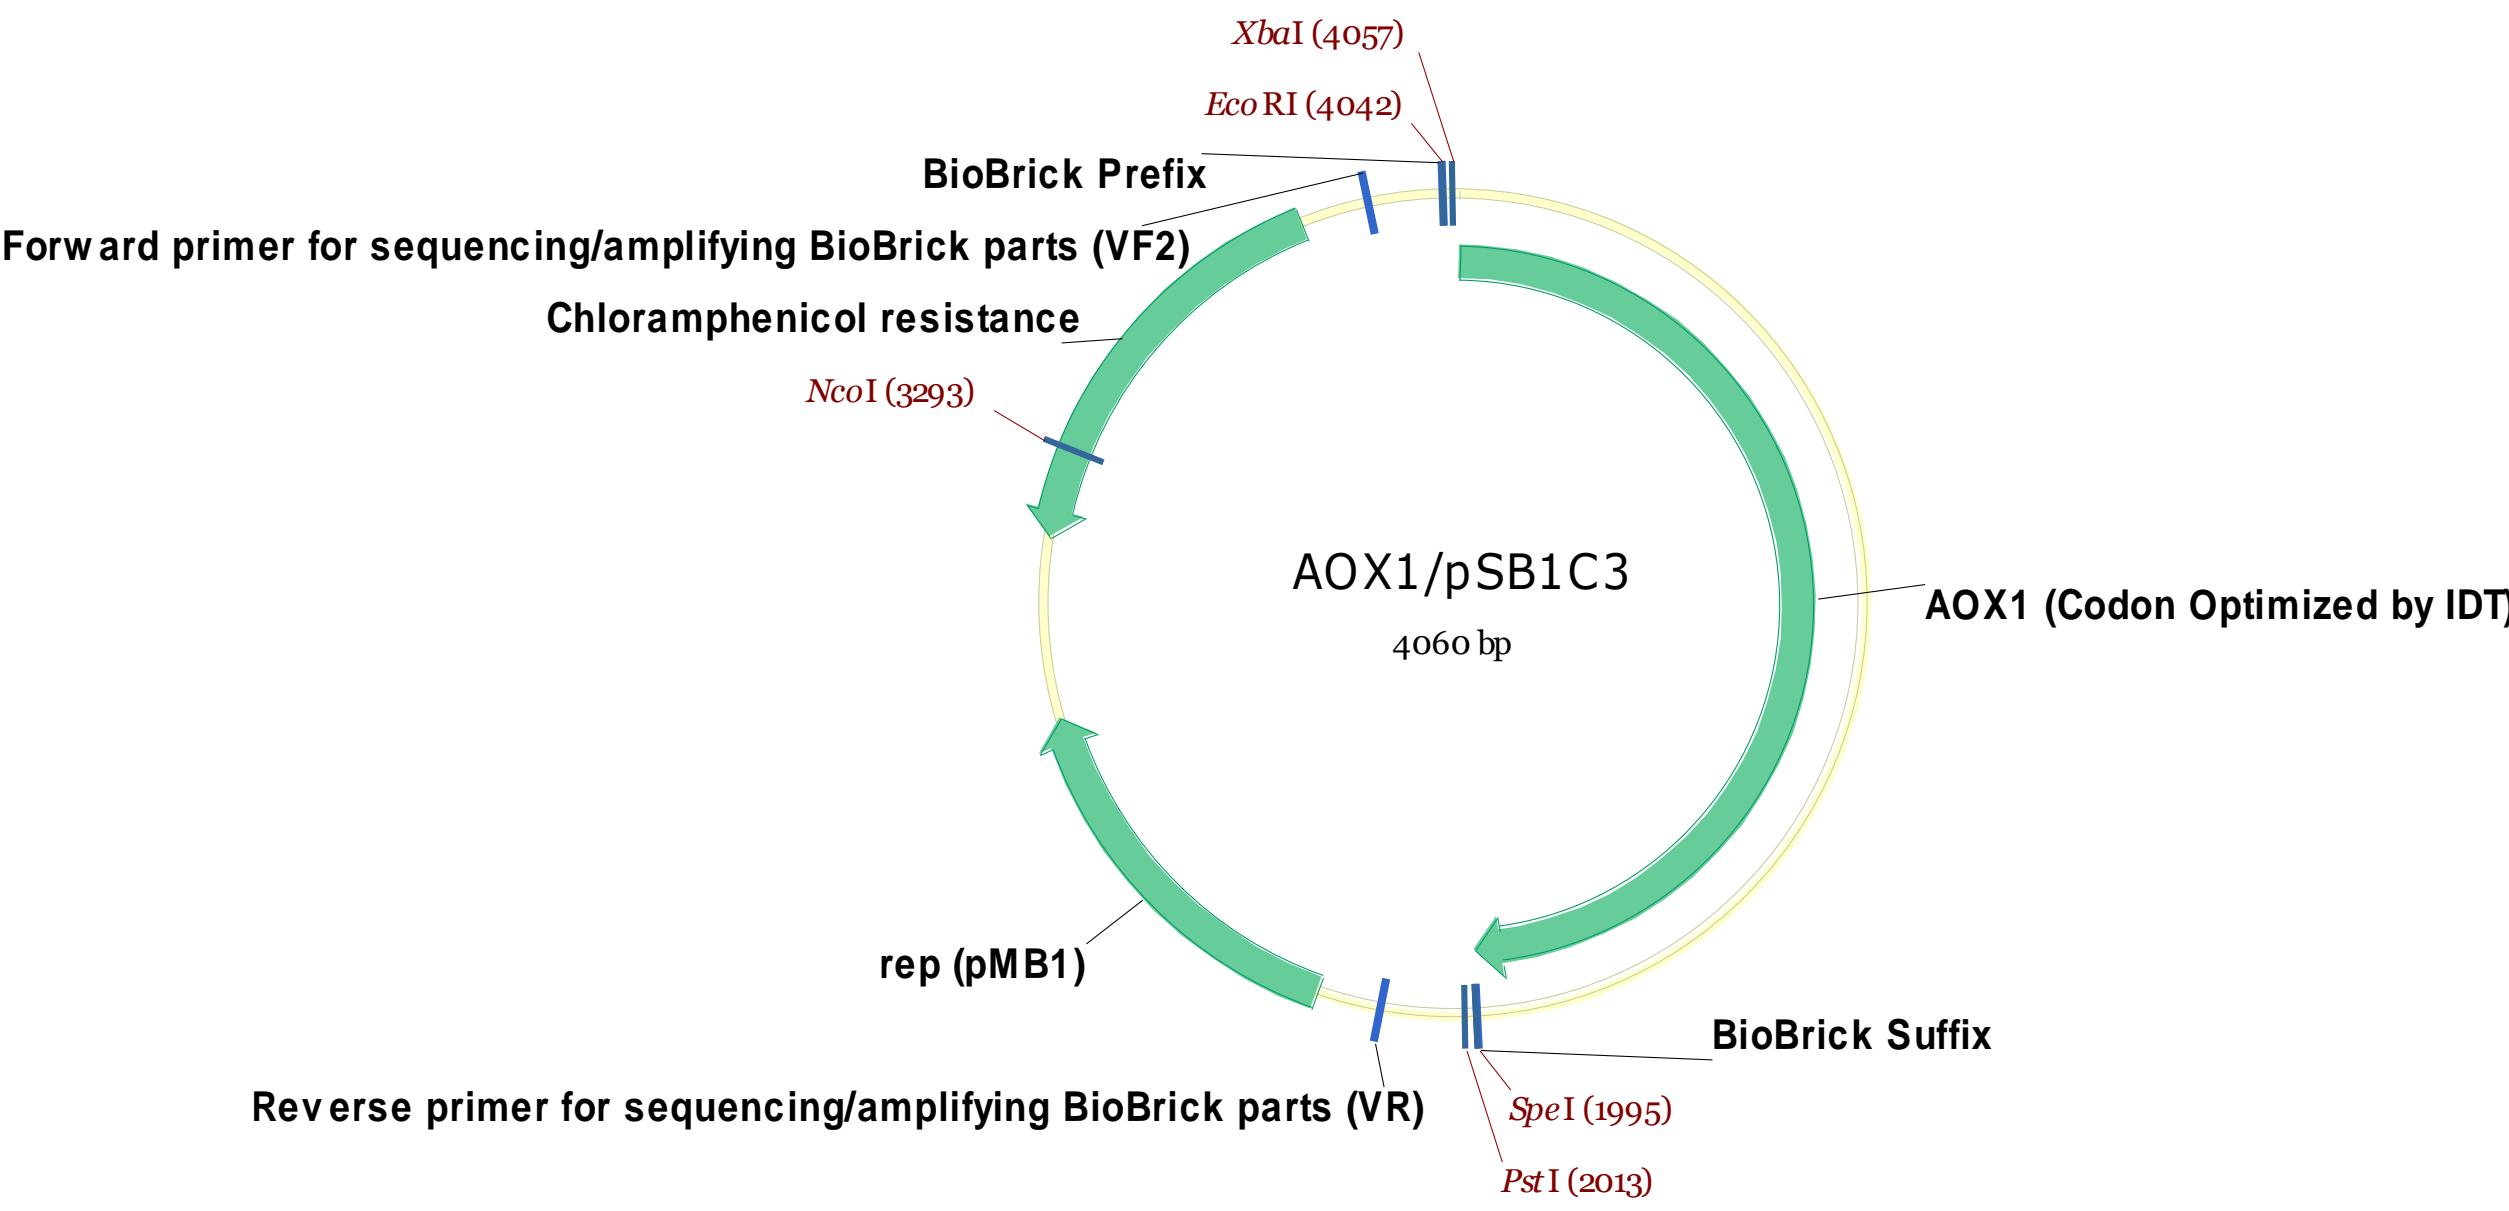 XbaI (4057)
EcoRI (4042)
BioBrick Prefix
Forward primer for sequencing/amplifying BioBrick parts (VF2)
Chloramphenicol resistance
NcoI (3293)
AOX1/pSB1C3
4060 bp
AOX1 (Codon Optimized by IDT)
rep (pMB1)
BioBrick Suffix
Reverse primer for sequencing/amplifying BioBrick parts (VR)
SpeI (1995)
PstI (2013)